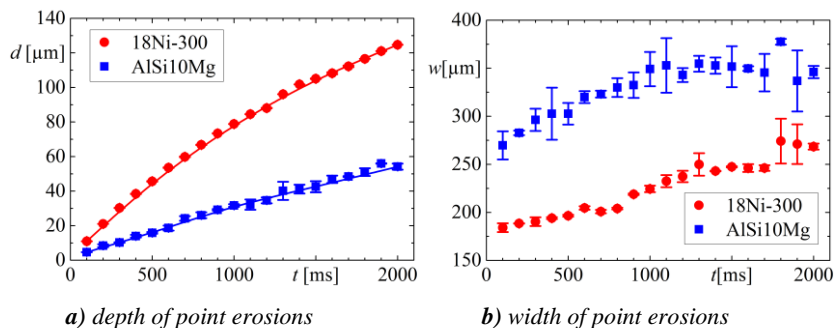 140
120
d [µm]
100
80
60
40
20
0
18Ni-300
AlSi10Mg
0 500 1000 t [ms] 2000
a) depth of point erosions
400
w[µm]
350
300
250
200
150
18Ni-300
AlSi10Mg
0 500 1000 t[ms] 2000
b) width of point erosions